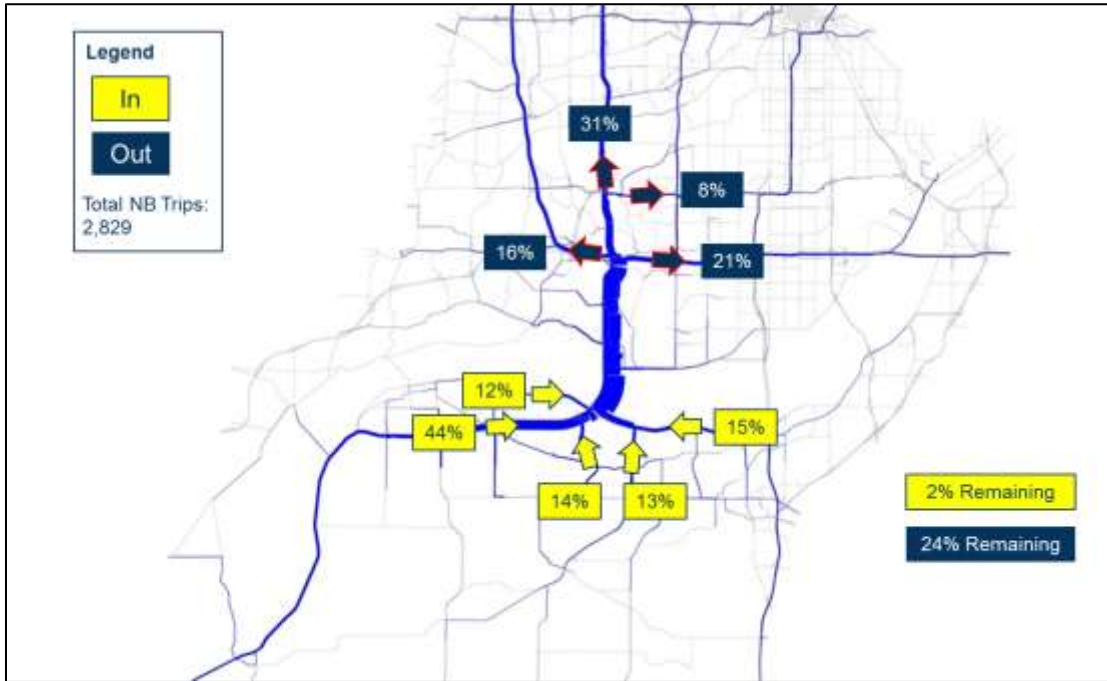 Legend
In
Out
Total NB Trips:
2,829
31%
8%
16%
21%
12%
44%
15%
14%
13%
2% Remaining
24% Remaining